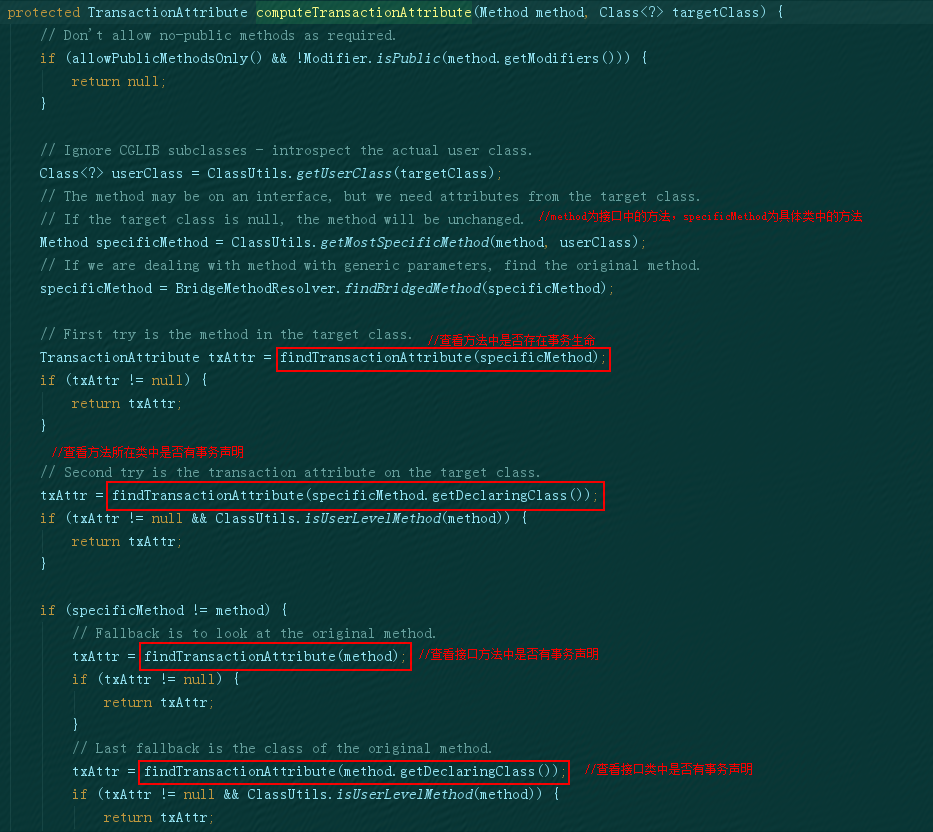 protected TransactionAttribute computeTransactionAttribute(Method method, Class<?> targetClass) {
// Don't allow no-public methods as required.
if (allowPublicMethodsOnly() && !Modifier.isPublic(method.getModifiers())) {
return null;
}
// Ignore CGLIB subclasses - introspect the actual user class.
Class<?> userClass = ClassUtils.getUserClass(targetClass);
// The method may be on an interface, but we need attributes from the target class.
// If the target class is null, the method will be unchanged. //method为接口中的方法，specificMethod为具体类中的方法
Method specificMethod = ClassUtils.getMostSpecificMethod(method, userClass);
// If we are dealing with method with generic parameters, find the original method.
specificMethod = BridgeMethodResolver.findBridgedMethod(specificMethod);
// First try is the method in the target class. //查看方法中是否存在事务生命
TransactionAttribute txAttr = findTransactionAttribute(specificMethod);
if (txAttr != null) {
return txAttr;
}
//查看方法所在类中是否有事务声明
// Second try is the transaction attribute on the target class.
txAttr = findTransactionAttribute(specificMethod.getDeclaringClass());
if (txAttr != null && ClassUtils.isUserLevelMethod(method)) {
return txAttr;
}
if (specificMethod != method) {
// Fallback is to look at the original method.
txAttr = findTransactionAttribute(method); //查看接口方法中是否有事务声明
if (txAttr != null) {
return txAttr;
}
// Last fallback is the class of the original method.
txAttr = findTransactionAttribute(method.getDeclaringClass()); //查看接口类中是否有事务声明
if (txAttr != null && ClassUtils.isUserLevelMethod(method)) {
return txAttr;